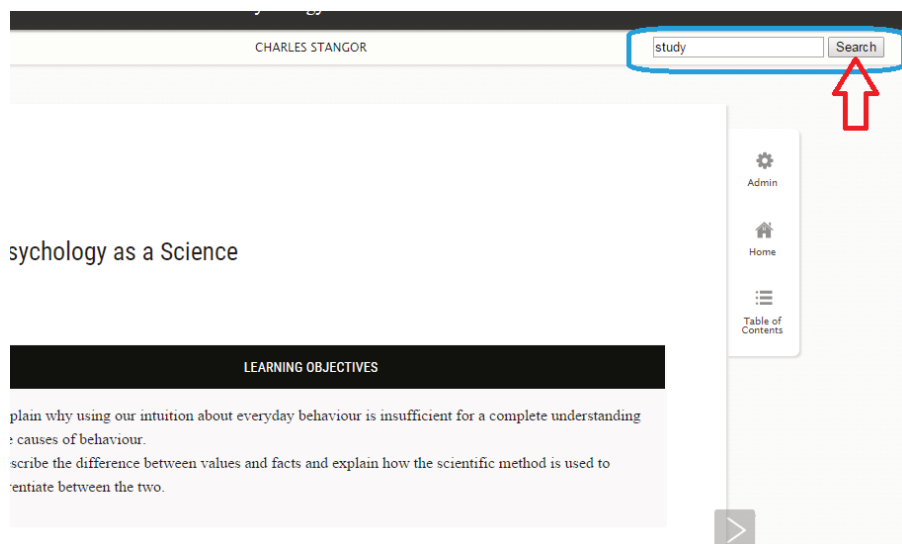 CHARLES STANGOR
study
Search
Admin
Home
Table of
Contents
sychology as a Science
LEARNING OBJECTIVES
plain why using our intuition about everyday behaviour is insufficient for a complete understanding
e causes of behaviour.
escribe the difference between values and facts and explain how the scientific method is used to
rentiate between the two.